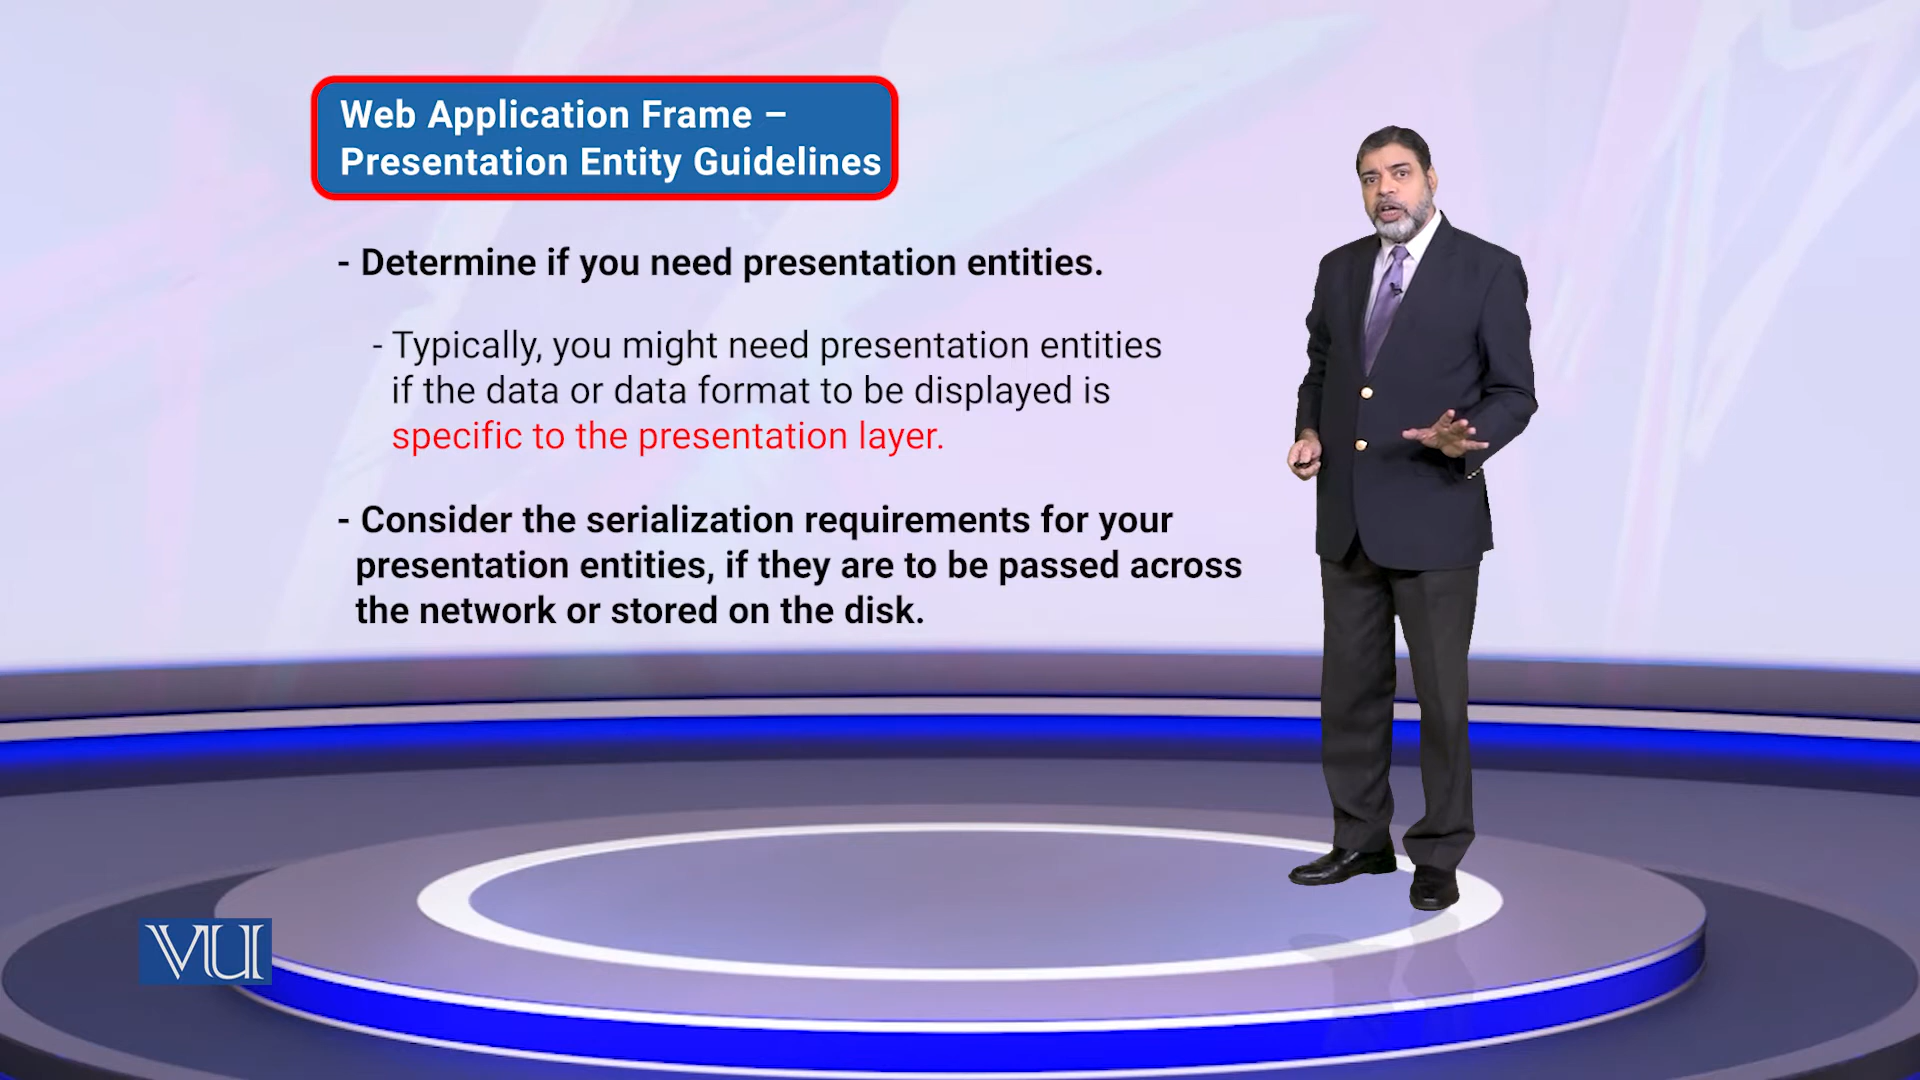 Web Application Frame –
Presentation Entity Guidelines
- Determine if you need presentation entities.
- Typically, you might need presentation entities
if the data or data format to be displayed is
specific to the presentation layer.
- Consider the serialization requirements for your
presentation entities, if they are to be passed across
the network or stored on the disk.
VU